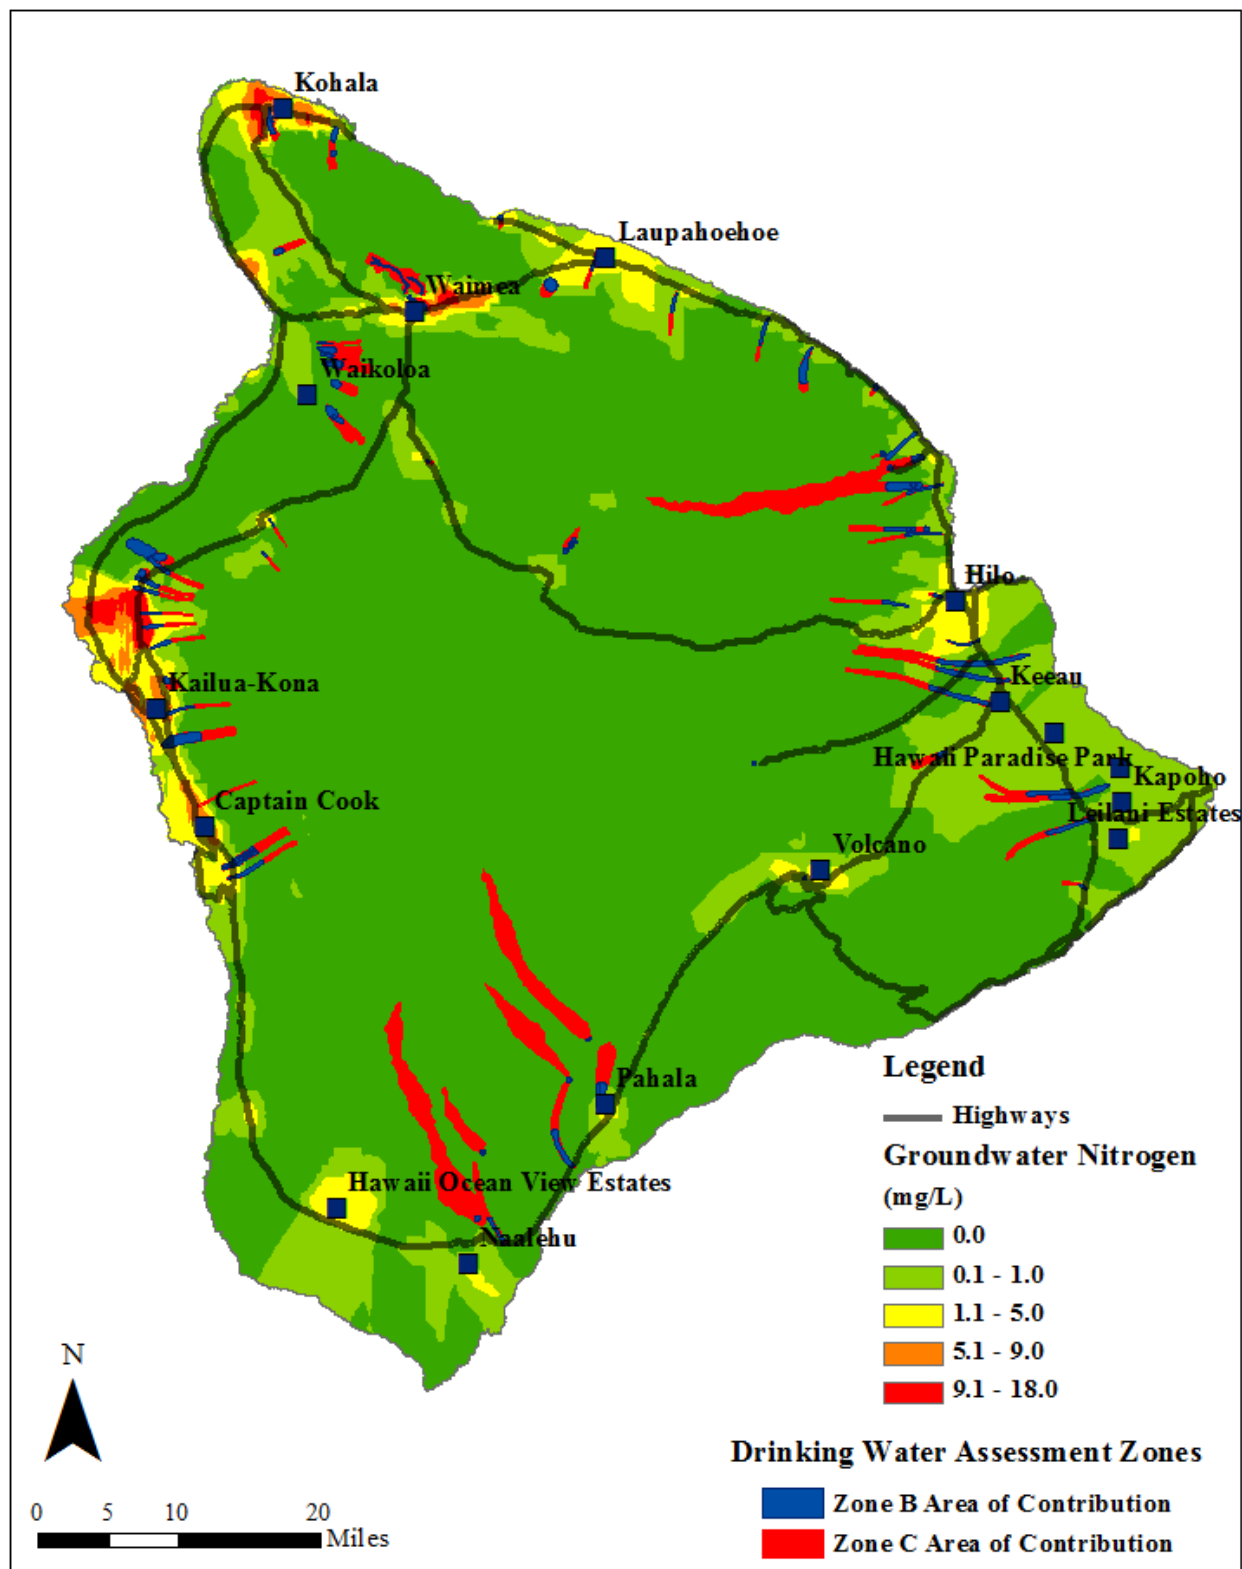 Kohala
Laupahoehoe
Waimea
Waikoloa
Hilo
Keeau
Kailua-Kona
Hawaii Paradise Park
Kapoho
Captain Cook
Leilani Estates
Volcano
Pahala
Hawaii Ocean View Estates
Naalehu
Legend
Highways
Groundwater Nitrogen
(mg/L)
0.0
0.1 - 1.0
1.1 - 5.0
5.1 - 9.0
9.1 - 18.0
Drinking Water Assessment Zones
Zone B Area of Contribution
Zone C Area of Contribution
N
0 5 10 20
Miles